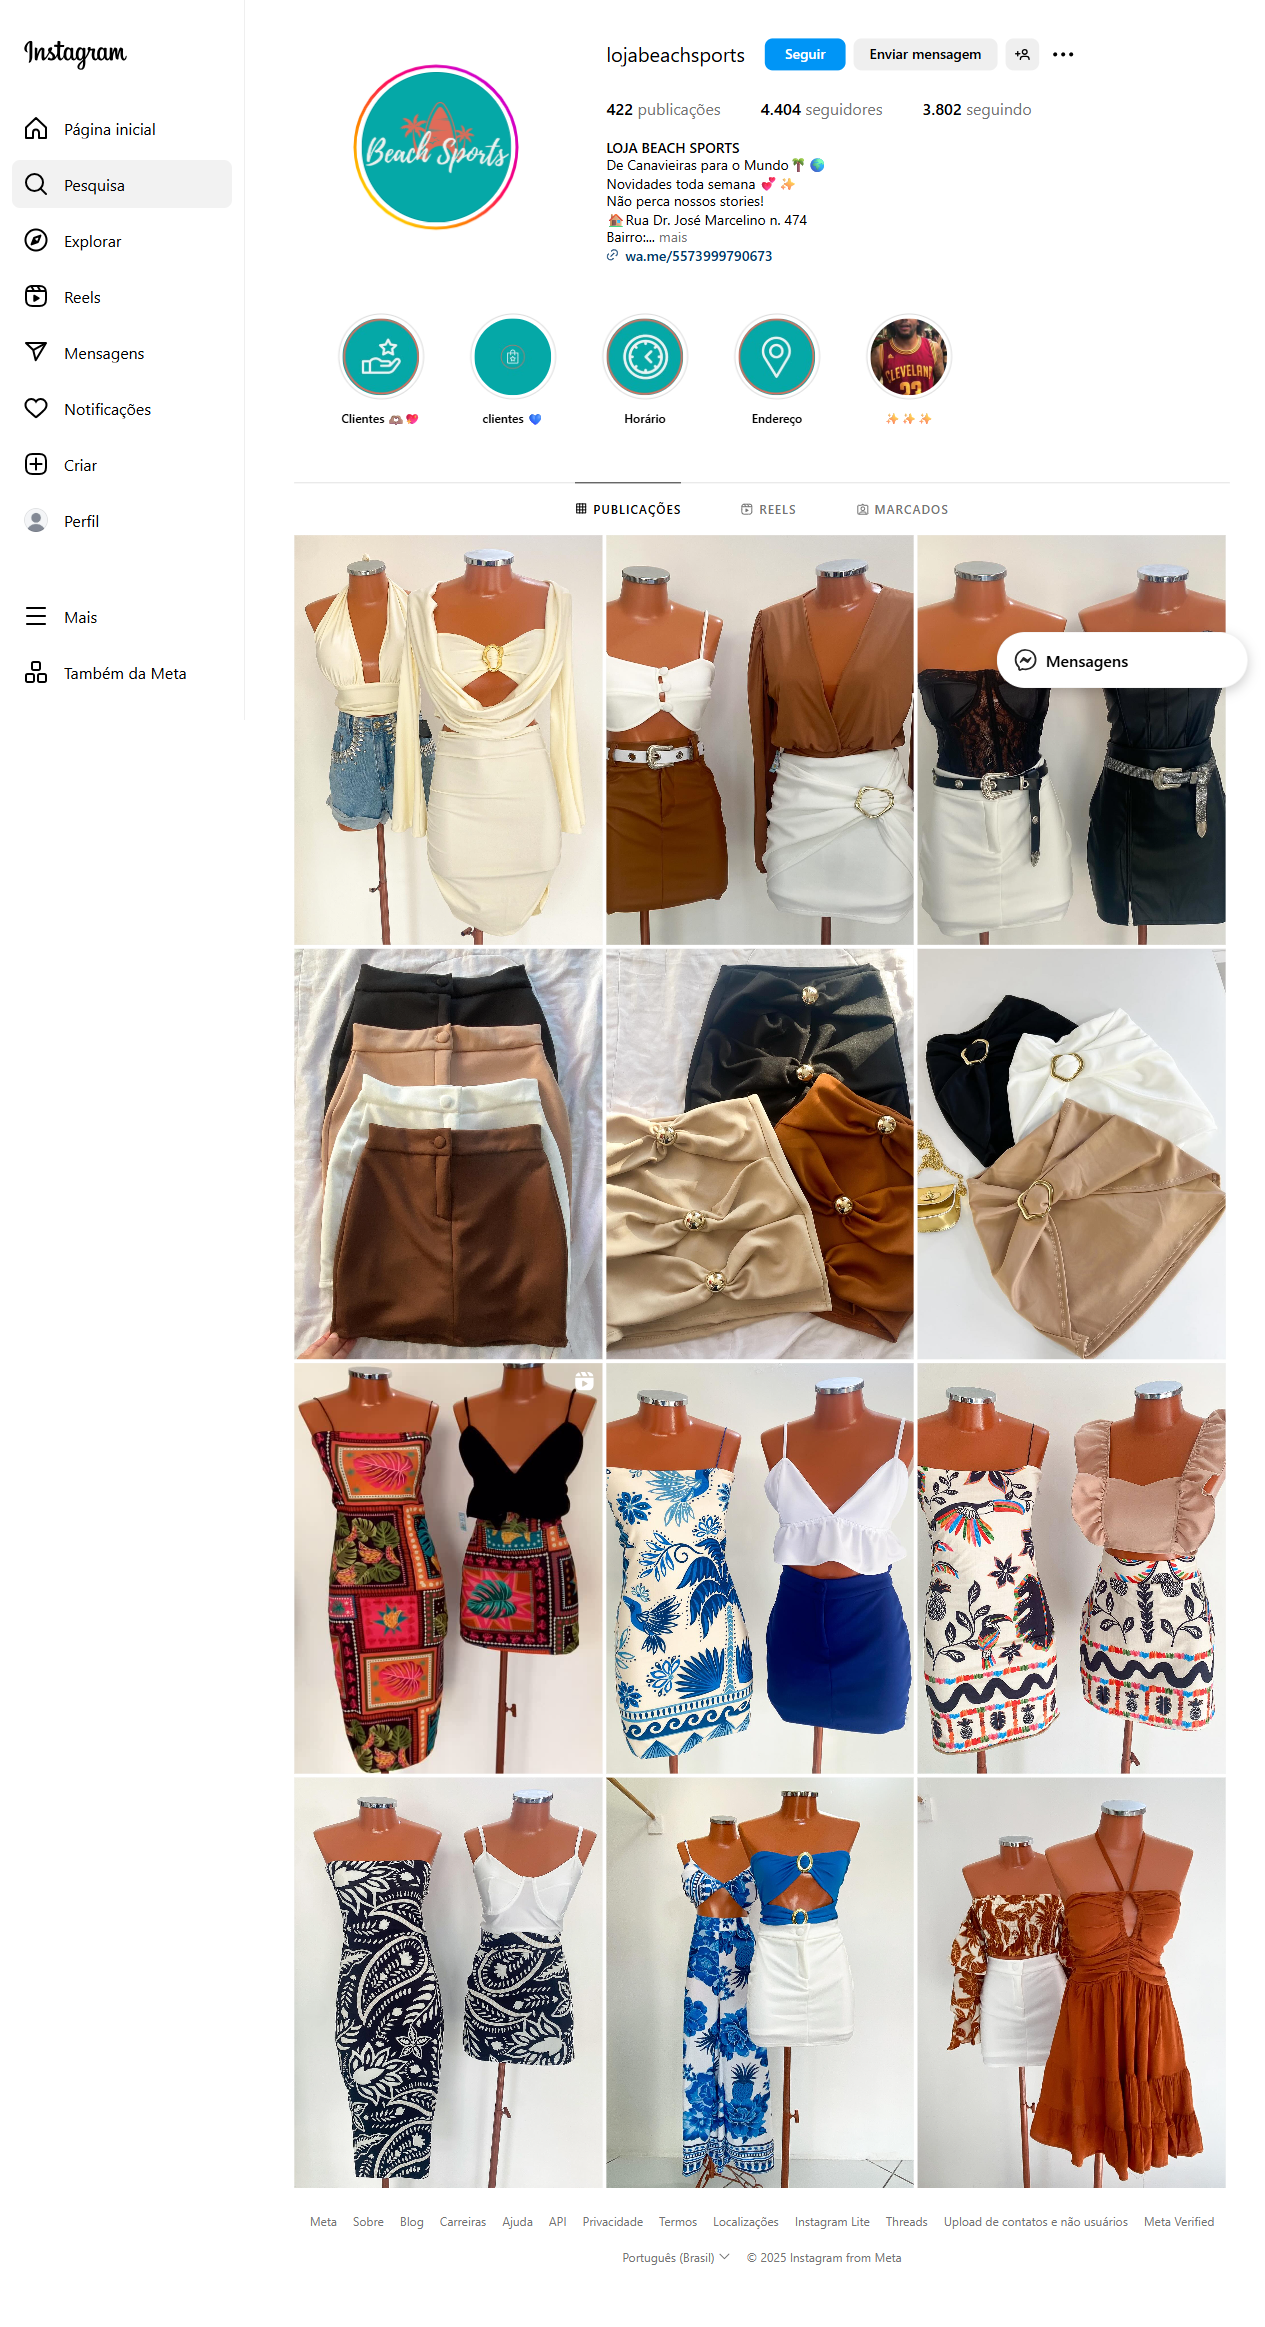 Instagram
Página inicial
Pesquisa
Explorar
Reels
Mensagens
Notificações
Criar
Perfil
Mais
Também da Meta
lojabeachsports
Seguir
Enviar mensagem
422 publicações
4.404 seguidores
3.802 seguindo
Beach Sports
LOJA BEACH SPORTS
De Canavieiras para o Mundo🌴 🌍
Novidades toda semana 💕 ✨
Não perca nossos stories!
🏠Rua Dr. José Marcelino n. 474
Bairro:... mais
wa.me/5573999790673
Clientes 🫶🏽💖
clientes 💙
Horário
Endereço
CLEVELAND
23
✨ ✨ ✨
PUBLICAÇÕES
REELS
MARCADOS
Mensagens
Meta
Sobre
Blog
Carreiras
Ajuda
API
Privacidade
Termos
Localizações
Instagram Lite
Threads
Upload de contatos e não usuários
Meta Verified
Português (Brasil)
© 2025 Instagram from Meta